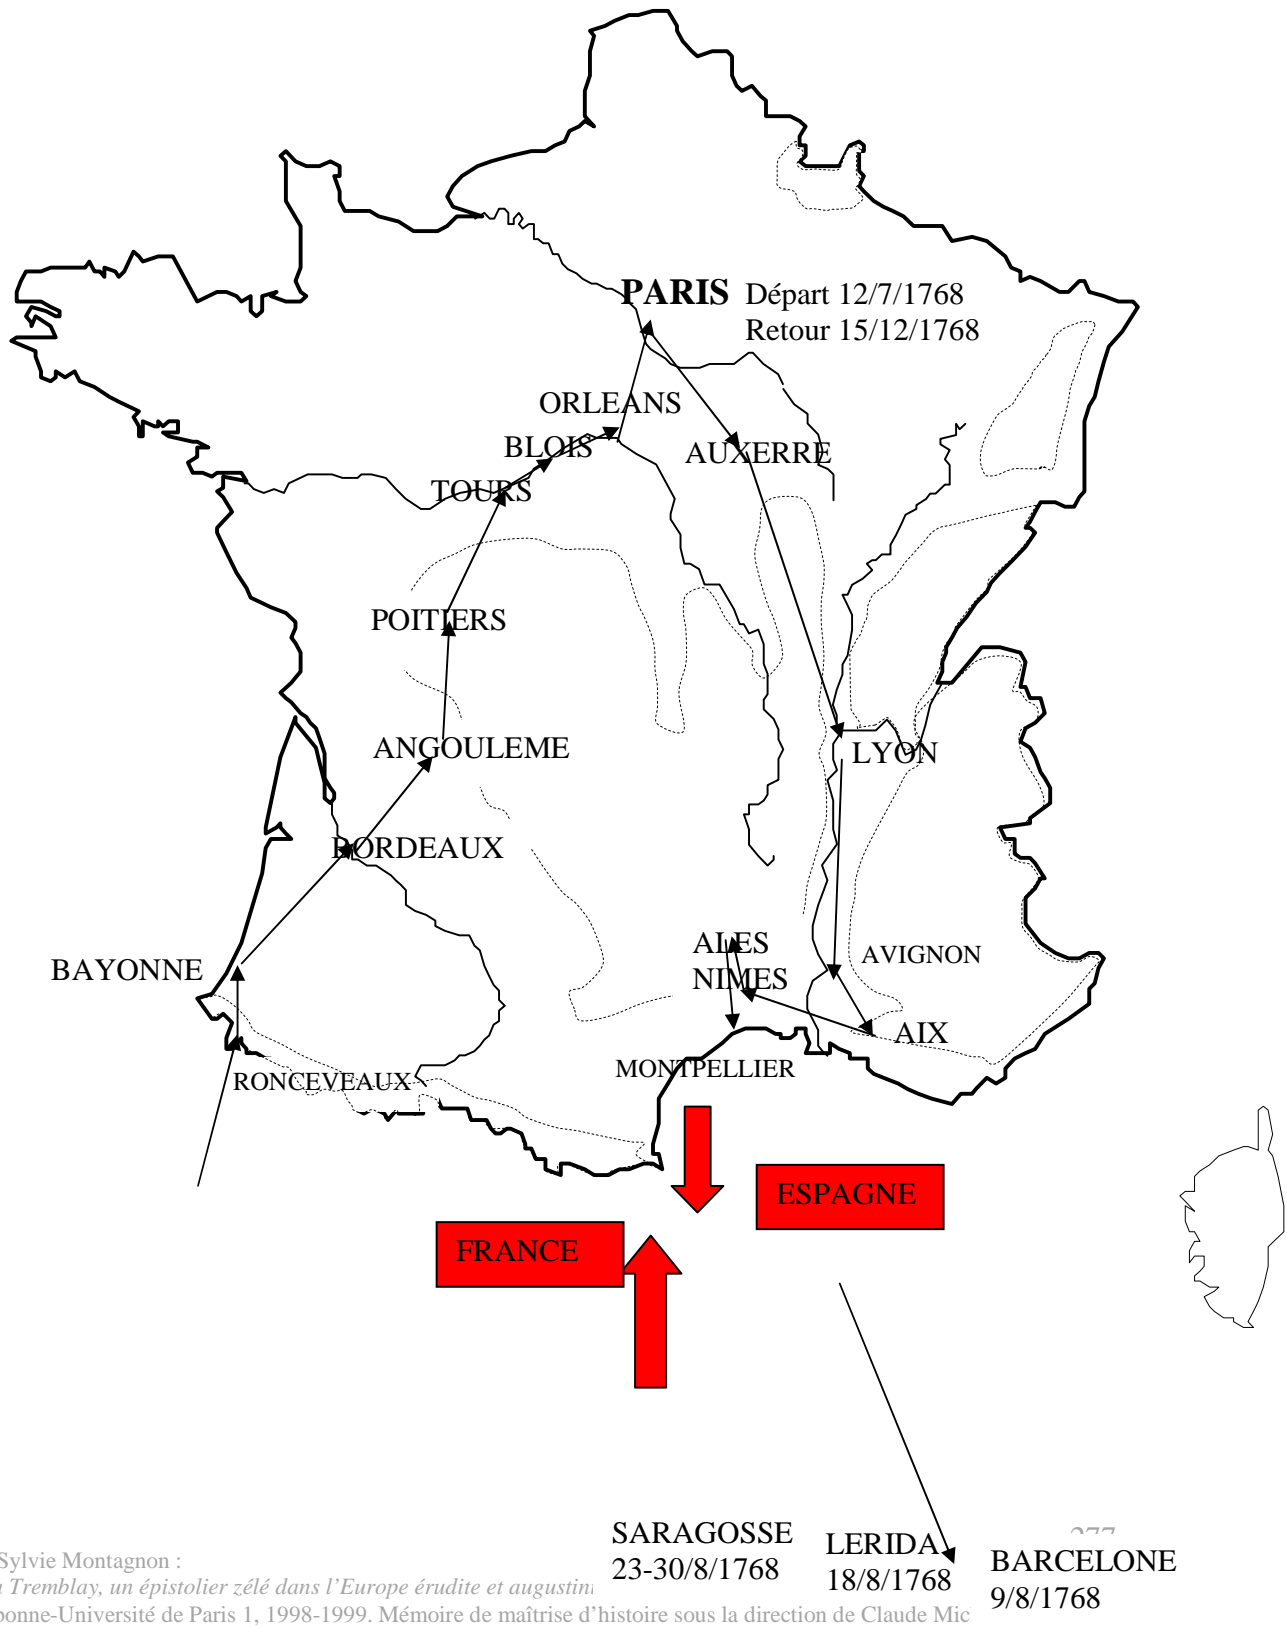 PARIS Départ 12/7/1768
Retour 15/12/1768
ORLEANS
BLOIS
AUXERRE
TOURS
POITIERS
ANGOULEME
LYON
BORDEAUX
ALES
AVIGNON
BAYONNE
NIMES
AIX
MONTPELLIER
RONCEVEAUX
ESPAGNE
FRANCE
SARAGOSSE
23-30/8/1768
LERIDA
18/8/1768
BARCELONE
9/8/1768
Sylvie Montagnon :
Tremblay, un épistolier zélé dans l'Europe érudite et augustini
bonne-Université de Paris 1, 1998-1999. Mémoire de maîtrise d'histoire sous la direction de Claude Mic